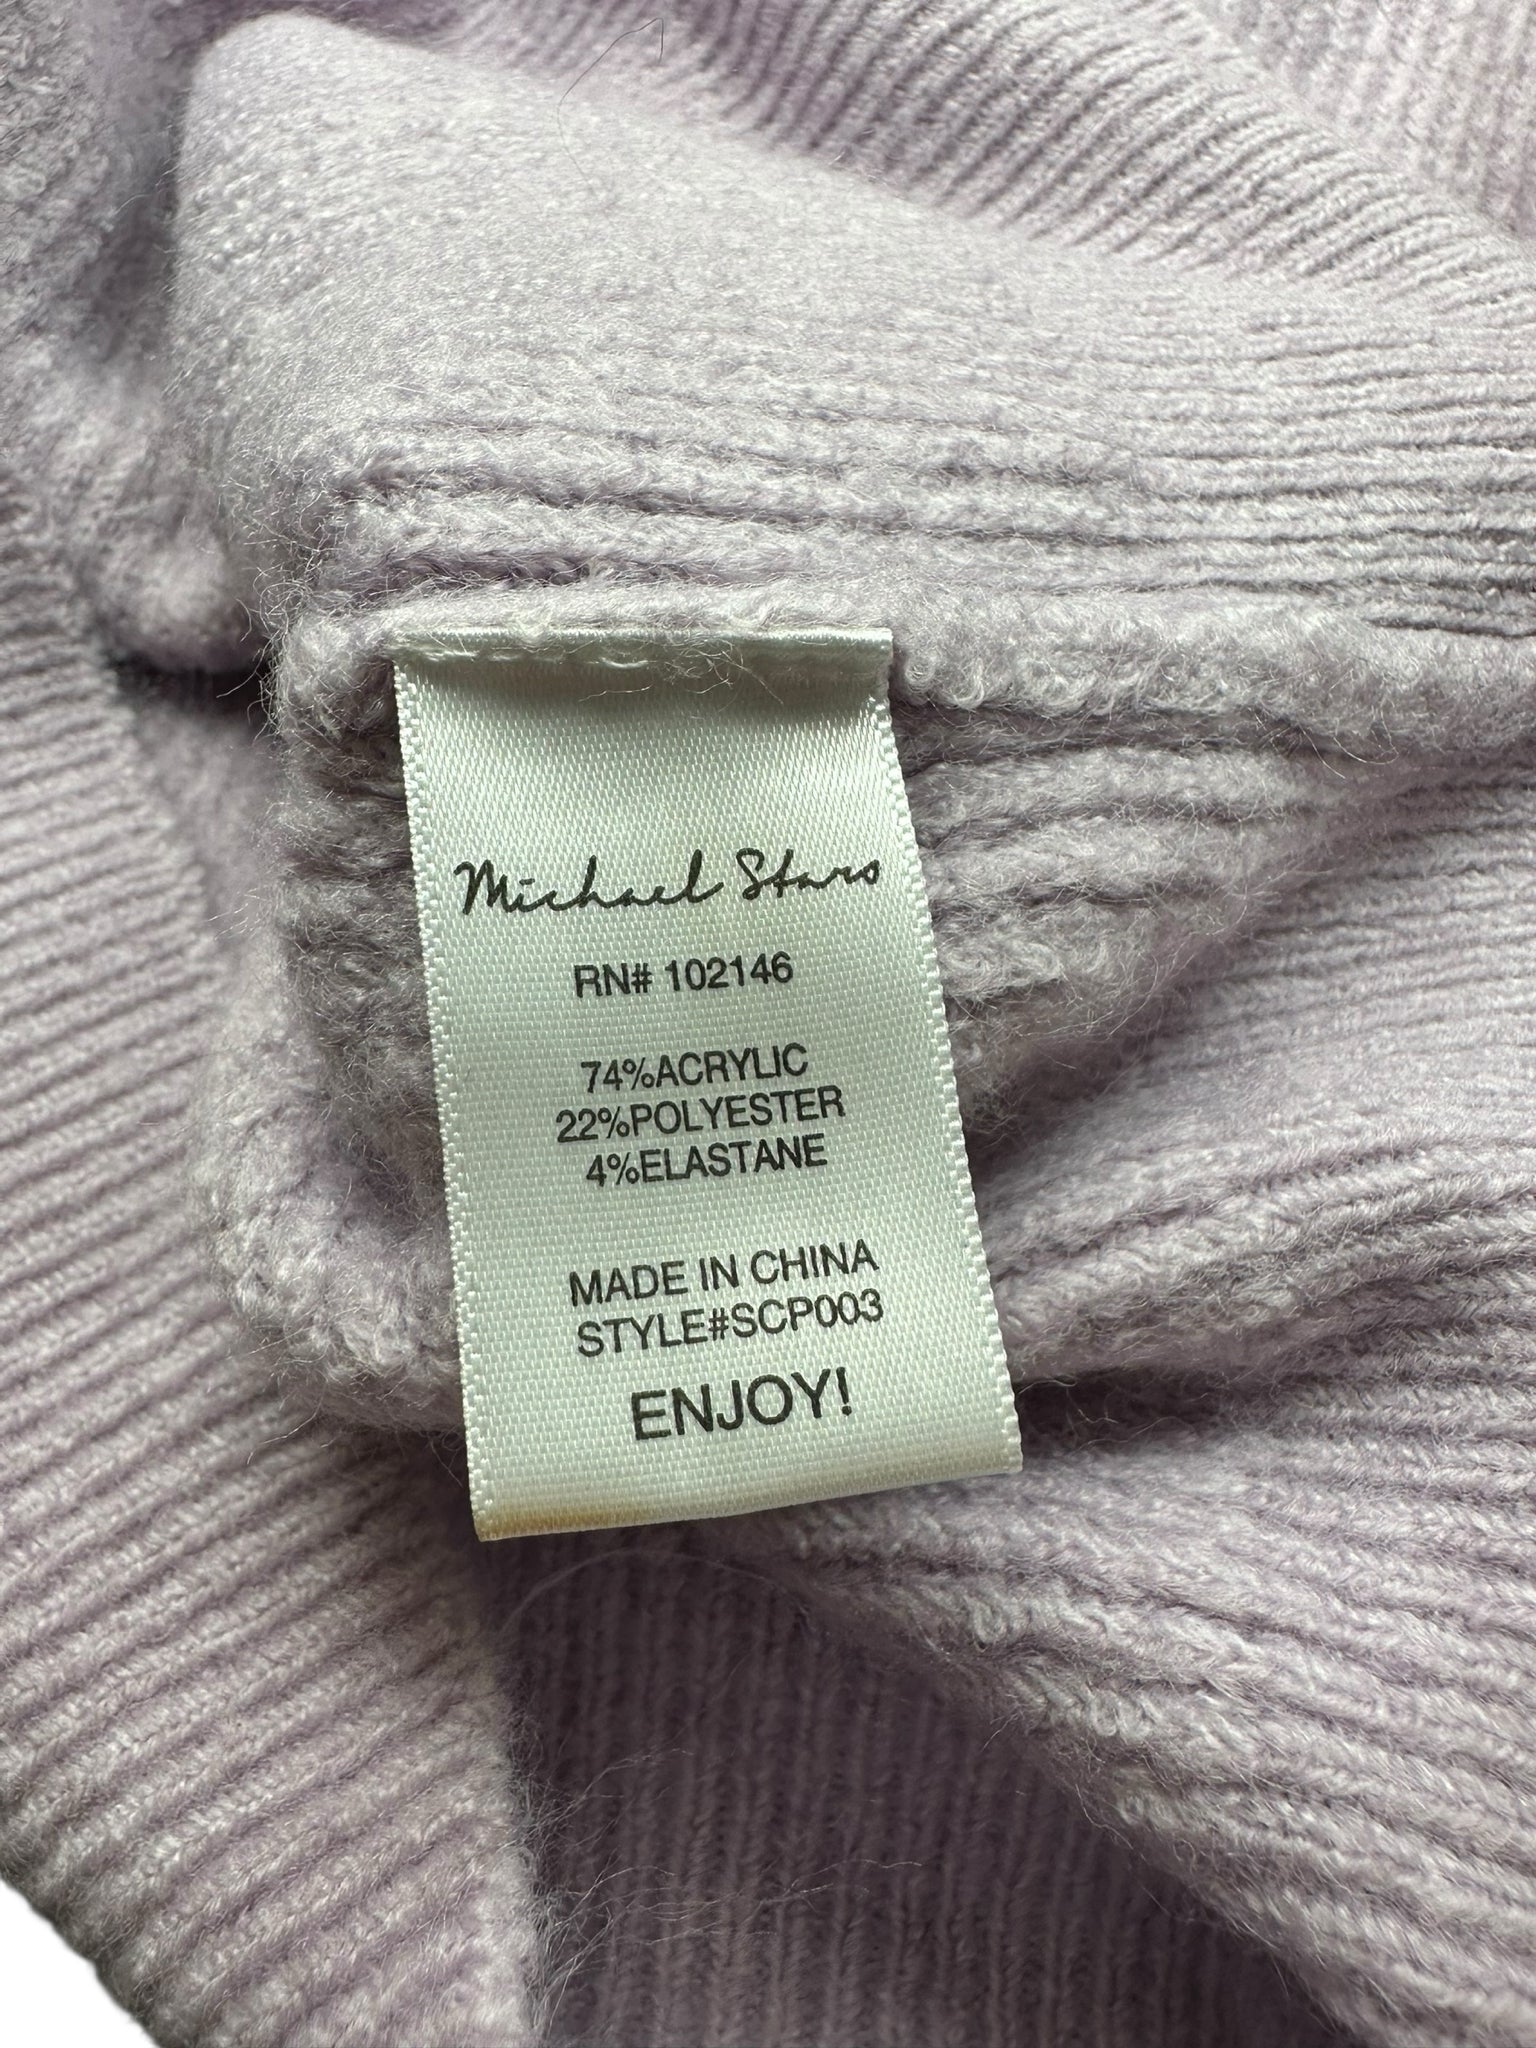 Michael Stars
RN# 102146
74%ACRYLIC
22%POLYESTER
4%ELASTANE
MADE IN CHINA
STYLE#SCP003
ENJOY!